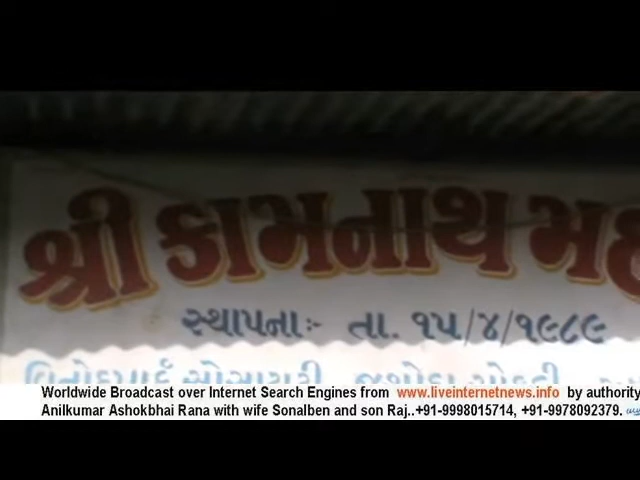 શ્રી કામનાથ
સ્થાપના:- તા. ૧૫/૪/૧૯૮૯
સોસાયટી
Worldwide Broadcast over Internet Search Engines from www.liveinternetnews.info by authority
Anilkumar Ashokbhai Rana with wife Sonalben and son Raj..+91-9998015714, +91-9978092379.